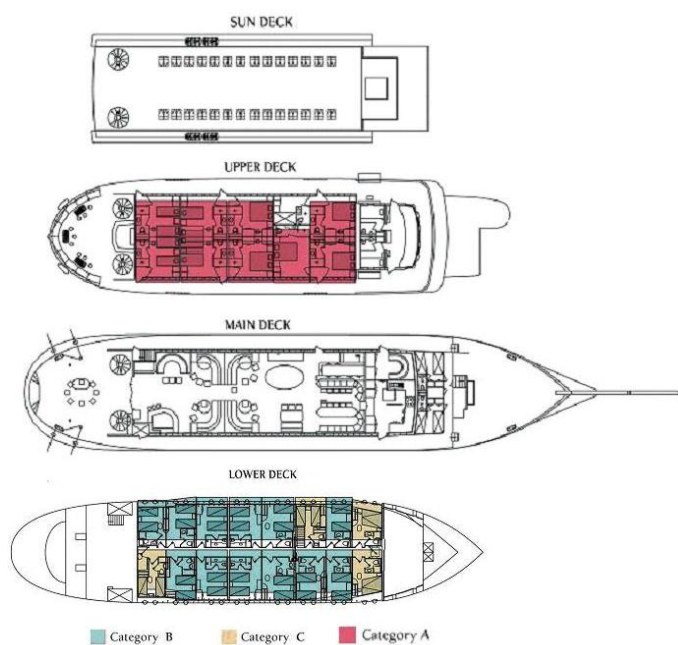 SUN DECK
UPPER DECK
MAIN DECK
LOWER DECK
Category B Category C Category A